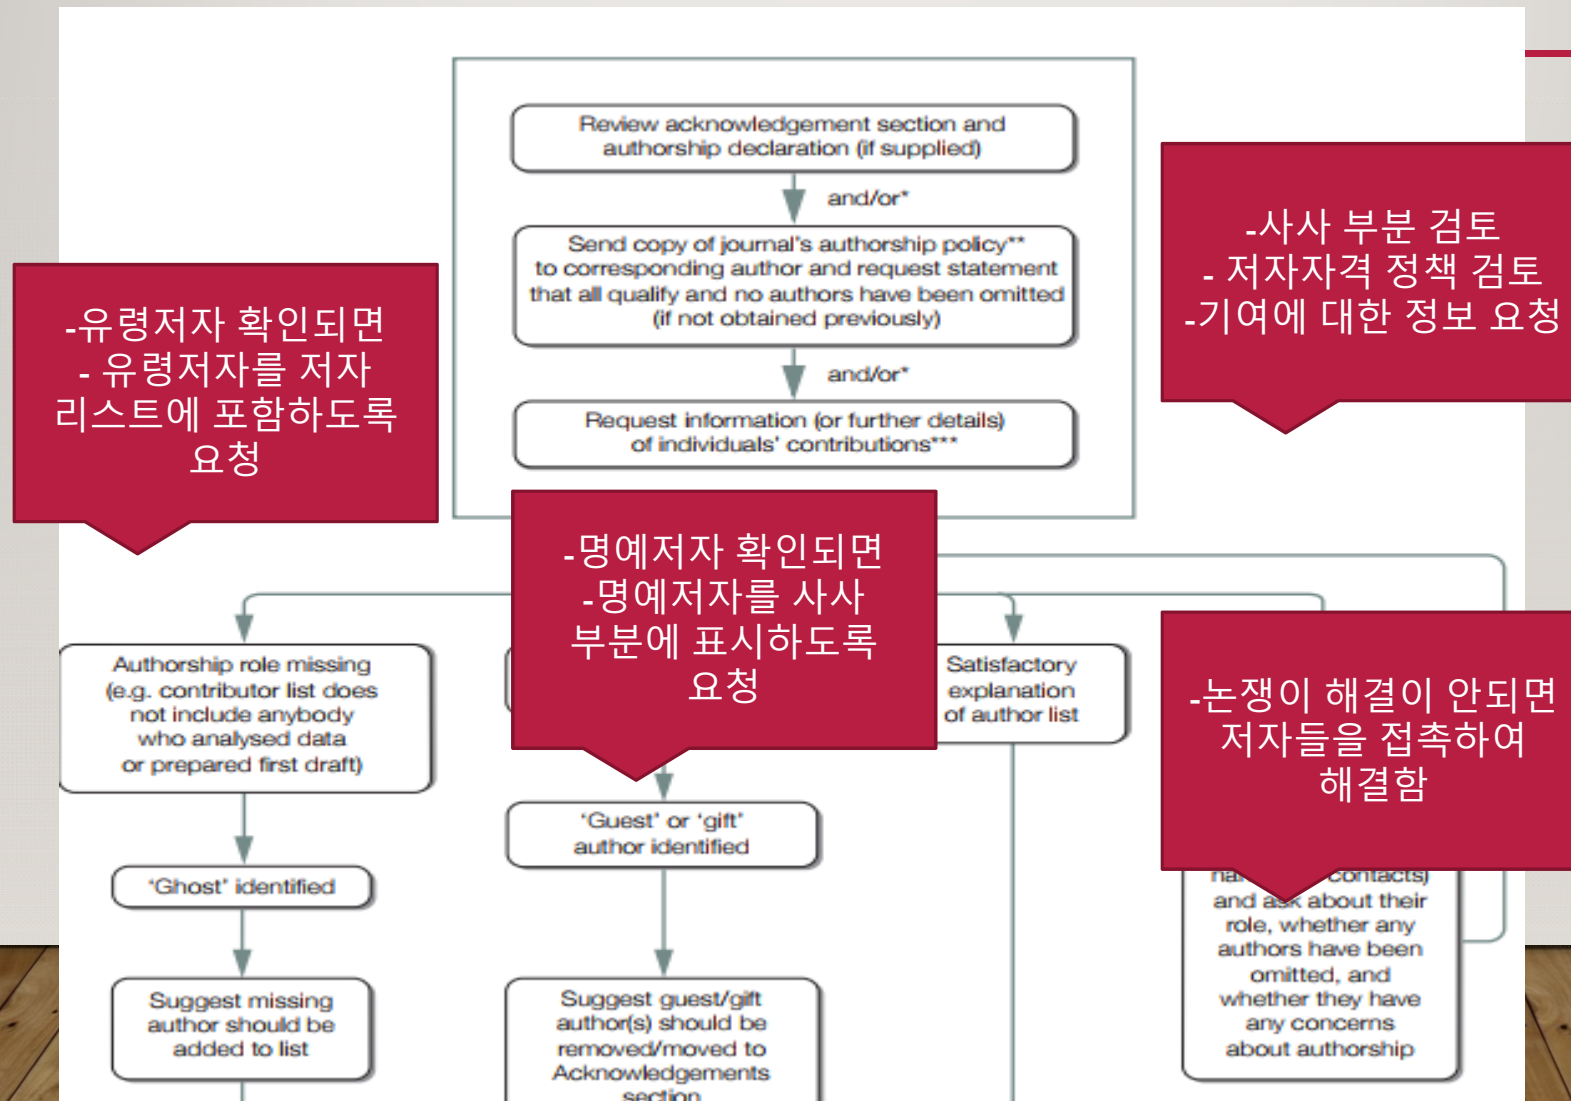 Review acknowledgement section and
authorship declaration (if supplied)
and/or*
Send copy of journal's authorship policy**
to corresponding author and request statement
that all qualify and no authors have been omitted
(if not obtained previously)
and/or*
Request information (or further details)
of individuals' contributions***
-사사 부분 검토
- 저자자격 정책 검토
-기여에 대한 정보 요청
-유령저자 확인되면
- 유령저자를 저자
리스트에 포함하도록
요청
-명예저자 확인되면
-명예저자를 사사
부분에 표시하도록
요청
-논쟁이 해결이 안되면
저자들을 접촉하여
해결함
Authorship role missing
(e.g. contributor list does
not include anybody
who analysed data
or prepared first draft)
'Ghost' identified
Suggest missing
author should be
added to list
'Guest' or 'gift'
author identified
Suggest guest/gift
author(s) should be
removed/moved to
Acknowledgements
section
Satisfactory
explanation
of author list
contacts)
and ask about their
role, whether any
authors have been
omitted, and
whether they have
any concerns
about authorship